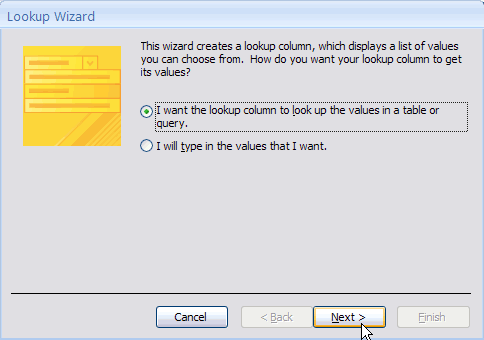 Lookup Wizard
This wizard creates a lookup column, which displays a list of values
you can choose from.  How do you want your lookup column to get
its values?
I want the lookup column to look up the values in a table or
query.
I will type in the values that I want.
Cancel
< Back
Next >
Finish